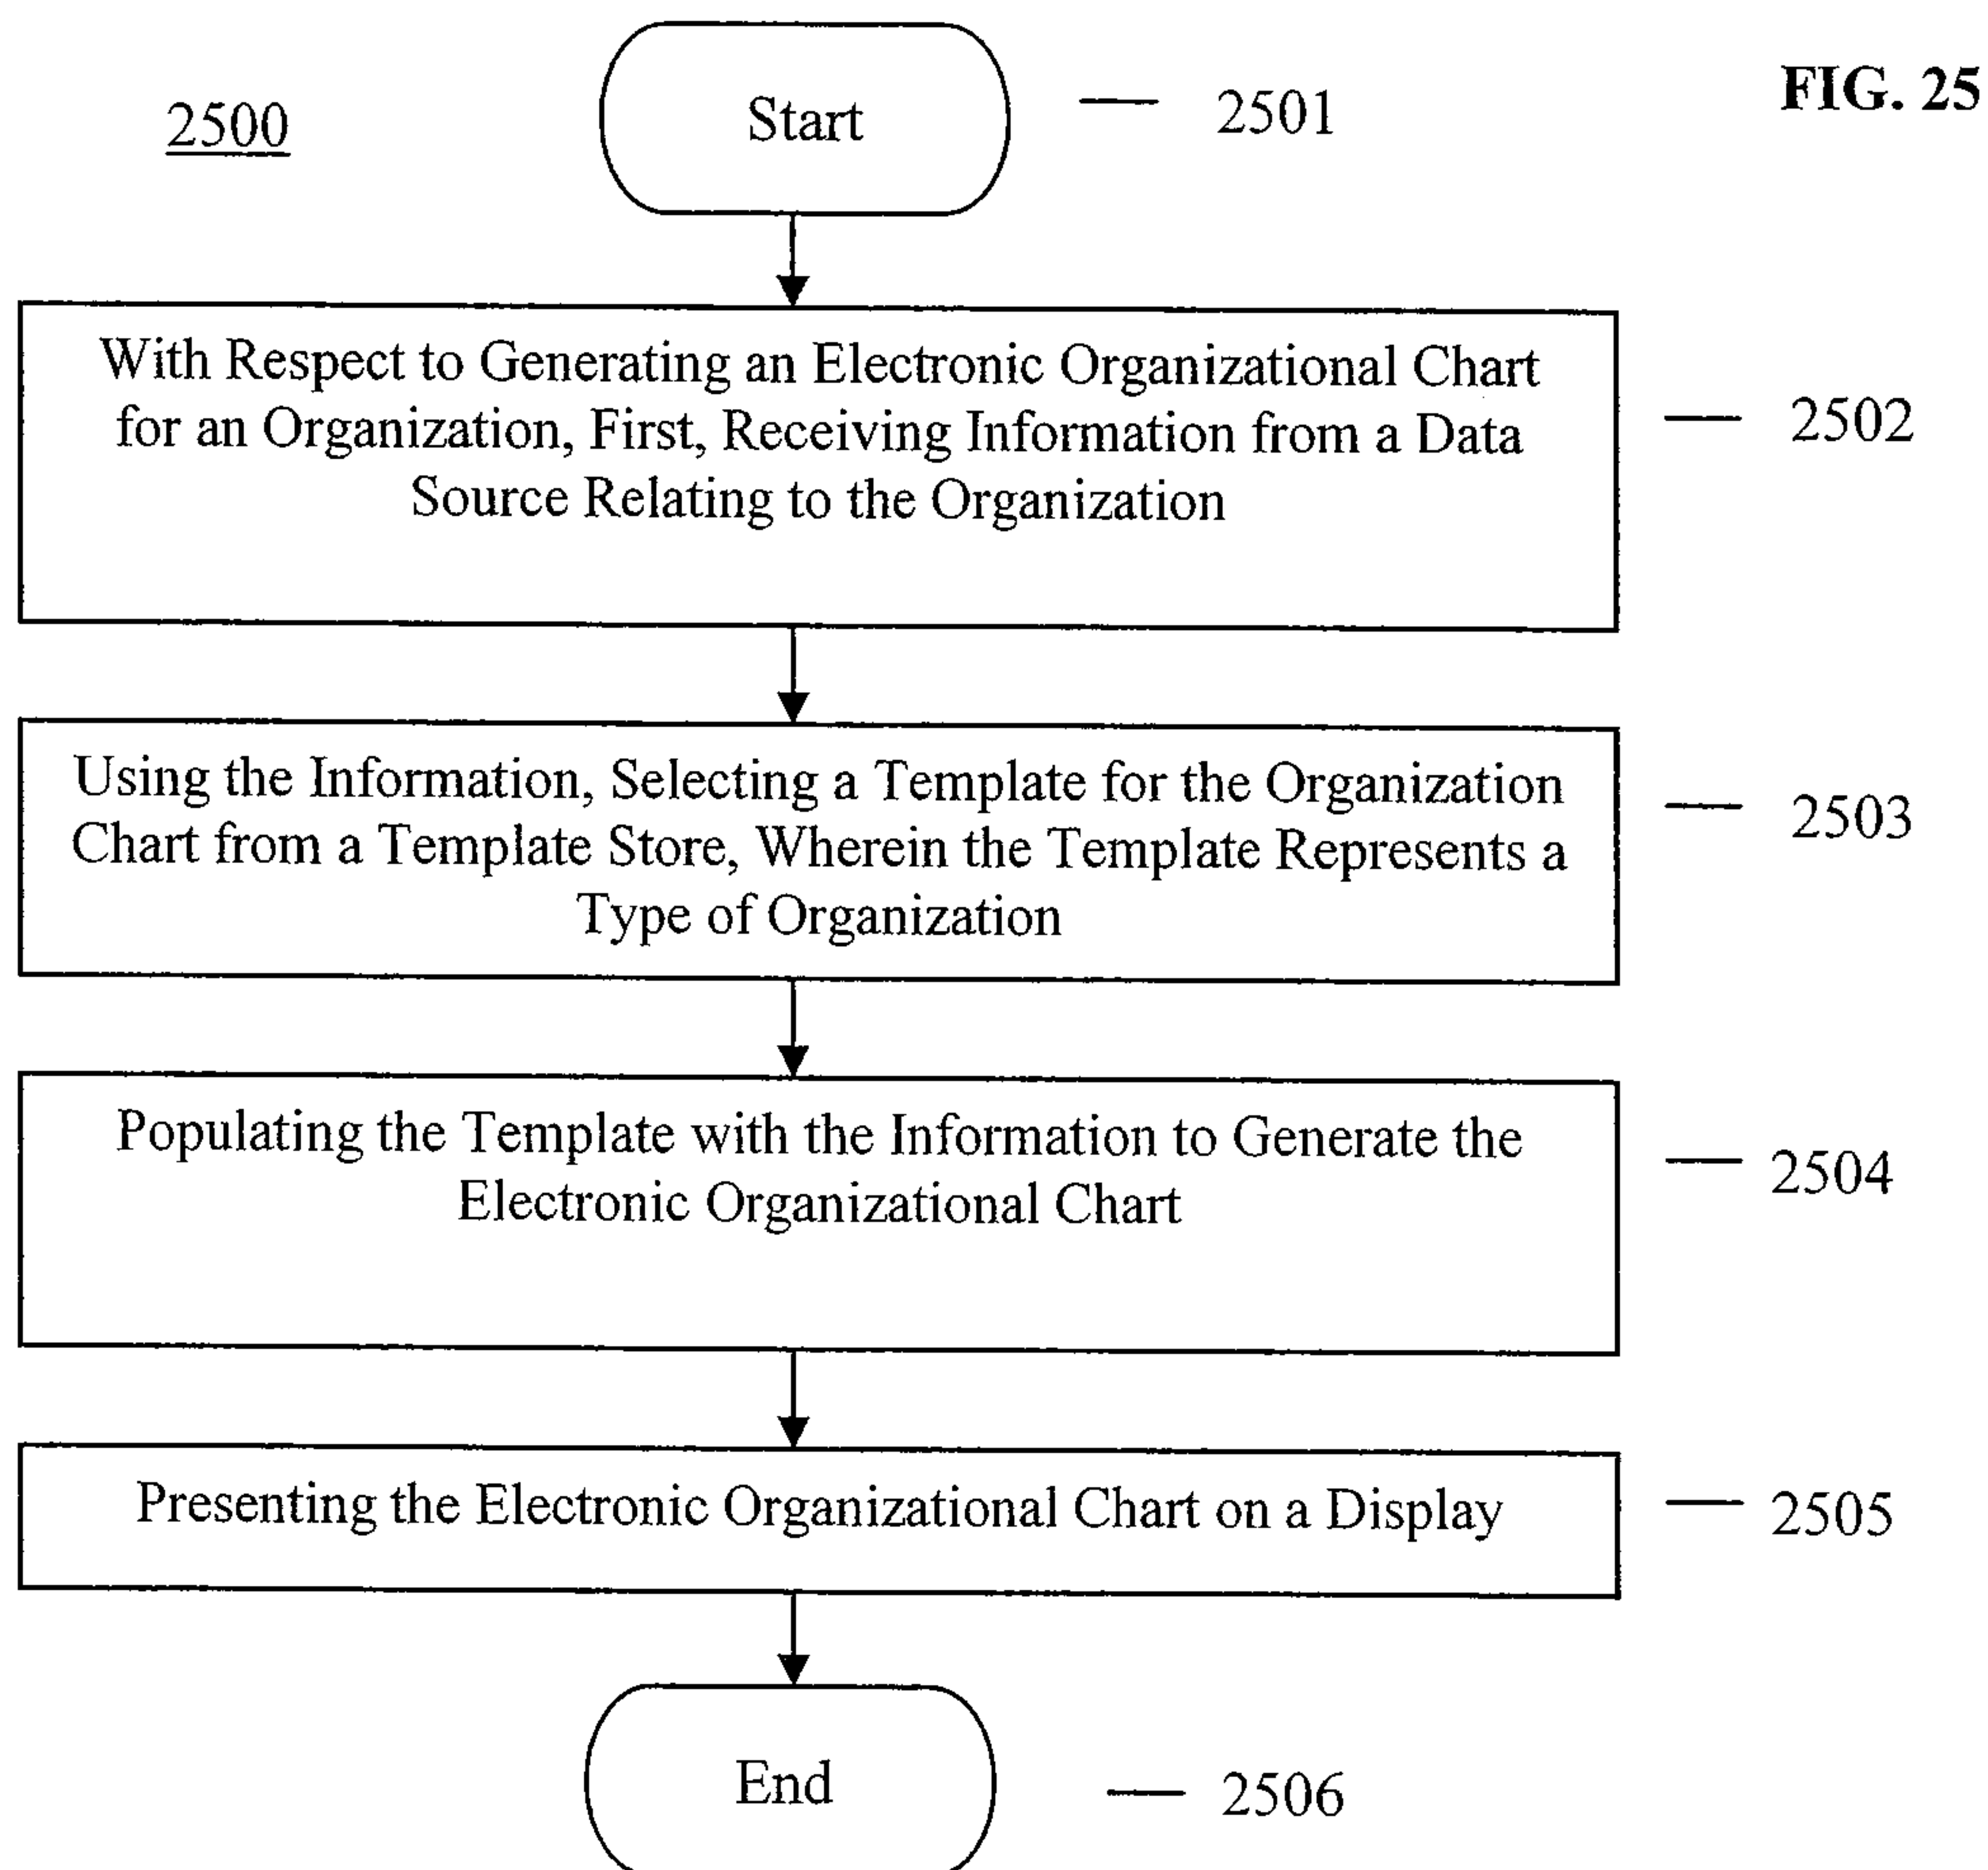 FIG. 25
2500
Start
2501
With Respect to Generating an Electronic Organizational Chart
for an Organization, First, Receiving Information from a Data
Source Relating to the Organization
2502
Using the Information, Selecting a Template for the Organization
Chart from a Template Store, Wherein the Template Represents a
Type of Organization
2503
Populating the Template with the Information to Generate the
Electronic Organizational Chart
2504
Presenting the Electronic Organizational Chart on a Display
2505
End
2506